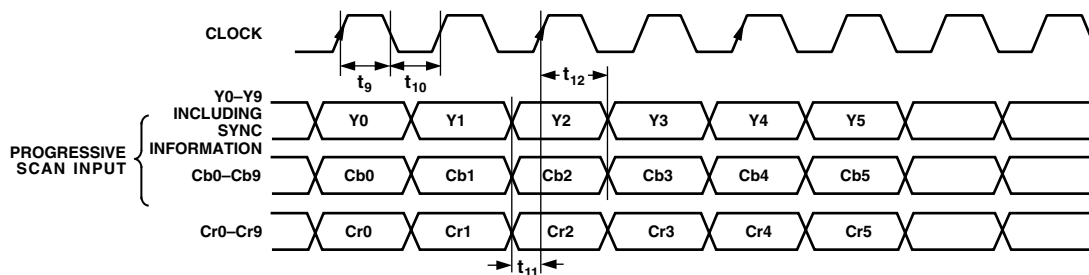 CLOCK
t9 t10 t12
Y0–Y9
INCLUDING
SYNC
INFORMATION
Y0 Y1 Y2 Y3 Y4 Y5
PROGRESSIVE
SCAN INPUT
Cb0–Cb9 Cb0 Cb1 Cb2 Cb3 Cb4 Cb5
Cr0–Cr9 Cr0 Cr1 Cr2 Cr3 Cr4 Cr5
t11